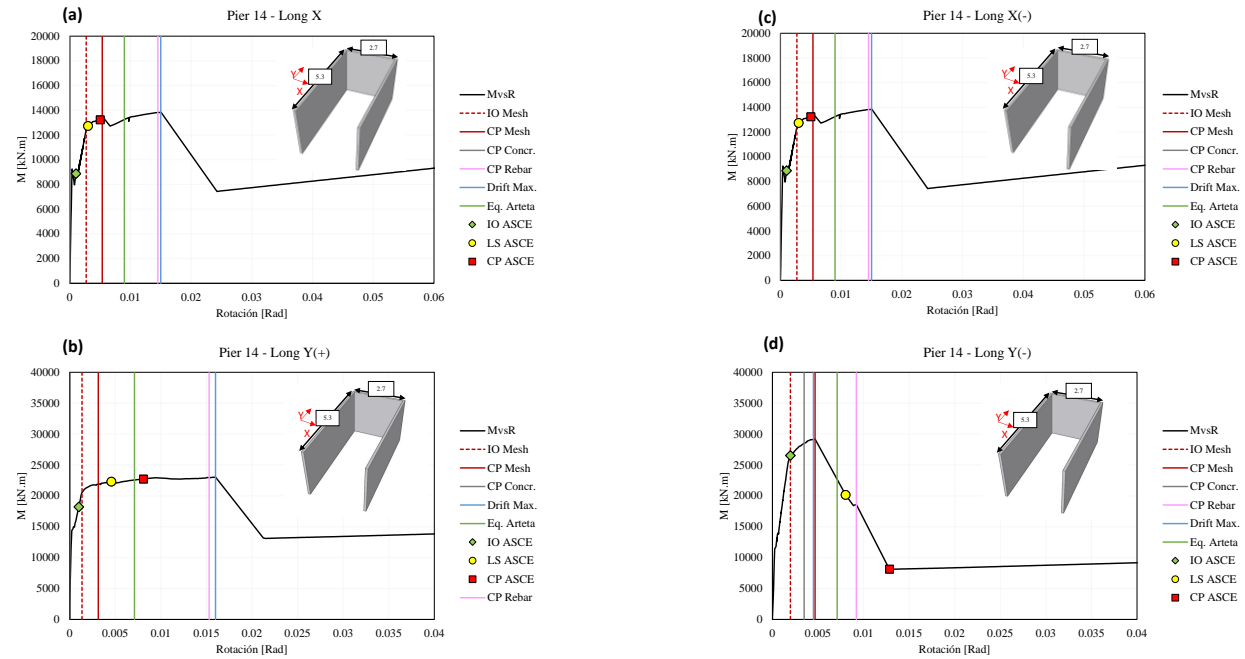 (a)
Pier 14 - Long X
M [kN.m]
20000
18000
16000
14000
12000
10000
8000
6000
4000
2000
0
0
0.01
0.02
0.03
0.04
0.05
0.06
Rotación [Rad]
2.7
5.3
Y
X
MvsR
IO Mesh
CP Mesh
CP Concr.
CP Rebar
Drift Max.
Eq. Arteta
IO ASCE
LS ASCE
CP ASCE
(c)
Pier 14 - Long X(-)
M [kN.m]
20000
18000
16000
14000
12000
10000
8000
6000
4000
2000
0
0
0.01
0.02
0.03
0.04
0.05
0.06
Rotación [Rad]
2.7
5.3
Y
X
MvsR
IO Mesh
CP Mesh
CP Concr.
CP Rebar
Drift Max.
Eq. Arteta
IO ASCE
LS ASCE
CP ASCE
(b)
Pier 14 - Long Y(+)
M [kN.m]
40000
35000
30000
25000
20000
15000
10000
5000
0
0
0.005
0.01
0.015
0.02
0.025
0.03
0.035
0.04
Rotación [Rad]
2.7
5.3
Y
X
MvsR
IO Mesh
CP Mesh
CP Concr.
Drift Max.
Eq. Arteta
IO ASCE
LS ASCE
CP ASCE
CP Rebar
(d)
Pier 14 - Long Y(-)
M [kN.m]
40000
35000
30000
25000
20000
15000
10000
5000
0
0
0.005
0.01
0.015
0.02
0.025
0.03
0.035
0.04
Rotación [Rad]
2.7
5.3
Y
X
MvsR
IO Mesh
CP Mesh
CP Concr.
CP Rebar
Drift Max.
Eq. Arteta
IO ASCE
LS ASCE
CP ASCE